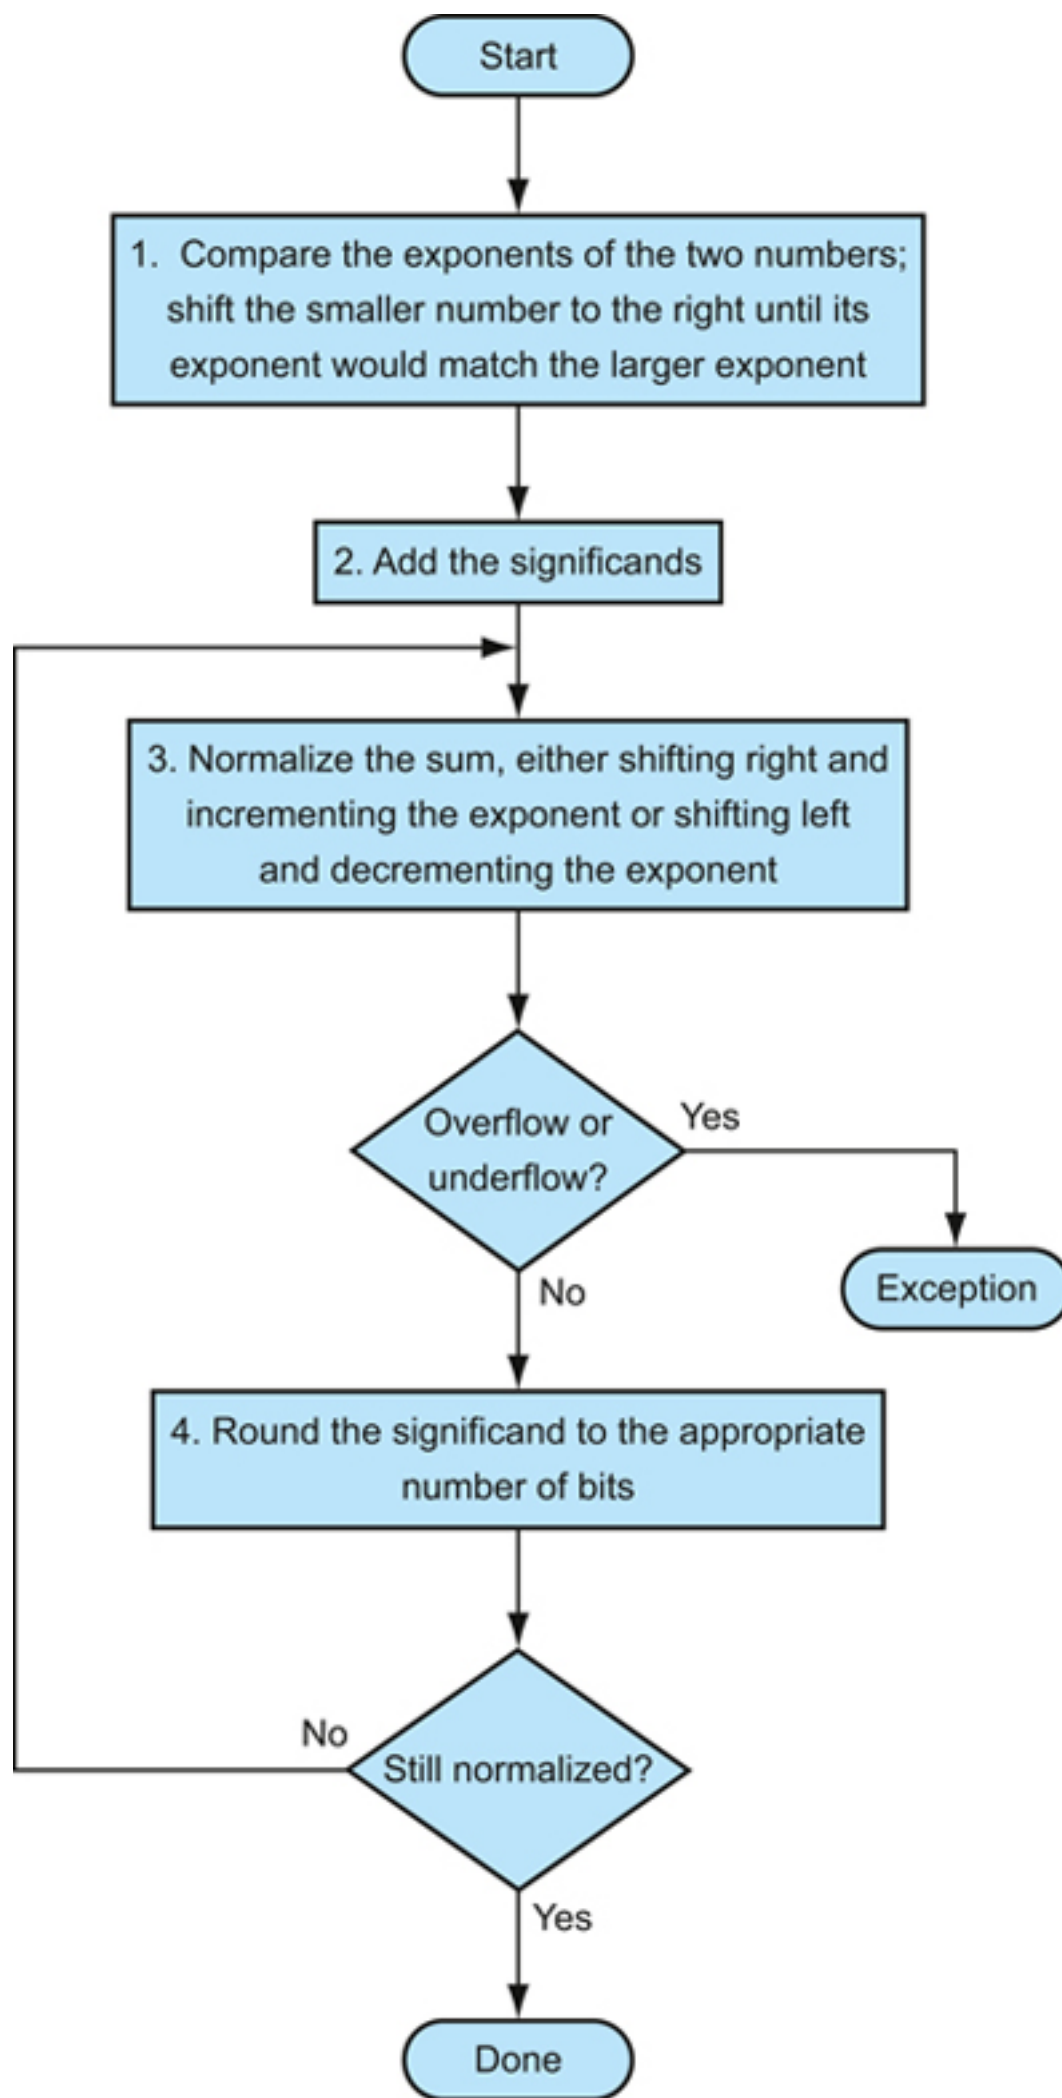 Start
1. Compare the exponents of the two numbers;
shift the smaller number to the right until its
exponent would match the larger exponent
2. Add the significands
3. Normalize the sum, either shifting right and
incrementing the exponent or shifting left
and decrementing the exponent
Overflow or
underflow?
Yes
No
Exception
4. Round the significand to the appropriate
number of bits
No
Still normalized?
Yes
Done